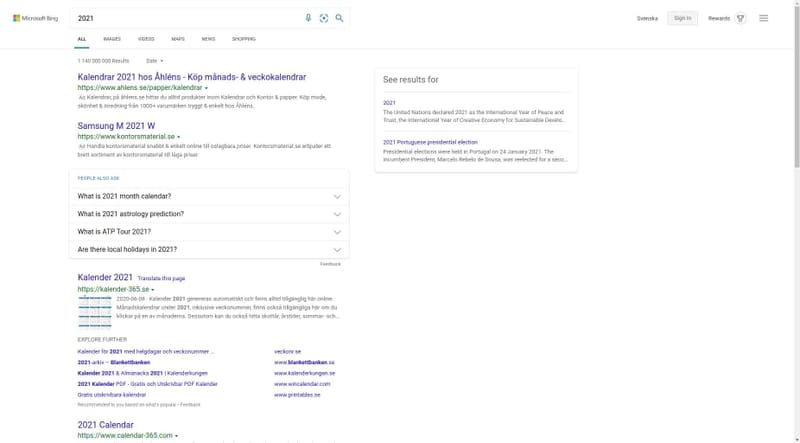 Microsoft Bing
2021
Svenska
Sign in
Rewards
ALL
IMAGES
VIDEOS
MAPS
NEWS
SHOPPING
1 140 000 000 Results
Date
Kalendrar 2021 hos Åhléns - Köp månads- & veckokalendrar
https://www.ahlens.se/papper/kalendrar
Ad Kalendrar, på åhlens.se hittar du alltid produkter inom Kalendrar och Kontor & papper. Köp mode,
skönhet & inredning från 1000+ varumärken tryggt & enkelt hos Åhléns.
Samsung M 2021 W
https://www.kontorsmaterial.se
Ad Handla kontorsmaterial snabbt & enkelt online till oslagbara priser. Kontorsmaterial.se erbjuder ett
brett sortiment av kontorsmaterial till låga priser
PEOPLE ALSO ASK
What is 2021 month calendar?
What is 2021 astrology prediction?
What is ATP Tour 2021?
Are there local holidays in 2021?
Feedback
Kalender 2021 Translate this page
https://kalender-365.se
2020-06-08 · Kalender 2021 genereras automatiskt och finns alltid tillgänglig här online.
Månadskalendrar under 2021, inklusive veckonummer, finns också tillgängliga här om du
klickar på en av månaderna. Dessutom kan du också hitta skottår, årstider, sommar- och...
EXPLORE FURTHER
Kalender för 2021 med helgdagar och veckonummer ...
veckonr.se
2021-arkiv – Blankettbanken
www.blankettbanken.se
Kalender 2021 & Almanacka 2021 | Kalenderkungen
www.kalenderkungen.se
2021 Kalender PDF - Gratis och Utskrivbar PDF Kalender
www.wincalendar.com
Gratis utskrivbara kalendrar
www.printables.se
Recommended to you based on what's popular • Feedback
2021 Calendar
https://www.calendar-365.com
See results for
2021
The United Nations declared 2021 as the International Year of Peace and
Trust, the International Year of Creative Economy for Sustainable Develo...
2021 Portuguese presidential election
Presidential elections were held in Portugal on 24 January 2021. The
incumbent President, Marcelo Rebelo de Sousa, was reelected for a seco...